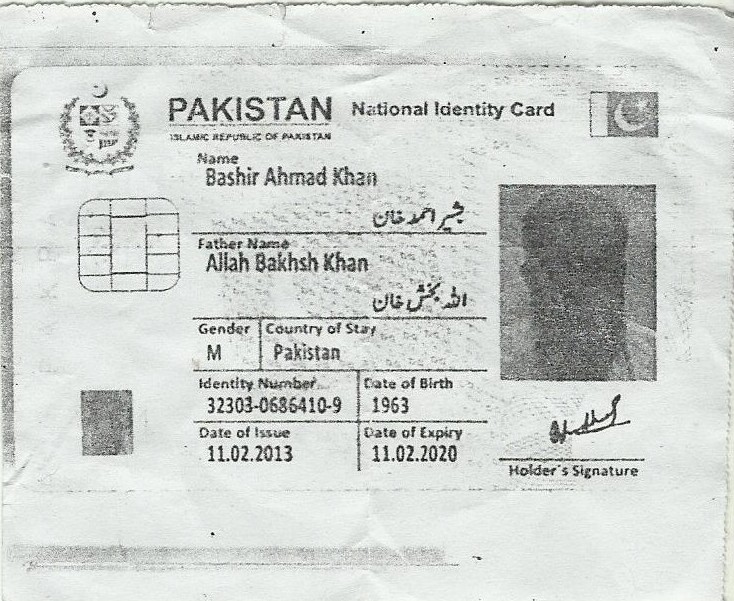 PAKISTAN National Identity Card
ISLAMIC REPUBLIC OF PAKISTAN
Name
Bashir Ahmad Khan
بشیر احمد خان
Father Name
Allah Bakhsh Khan
اللہ بخش خان
Gender Country of Stay
M Pakistan
Identity Number Date of Birth
32303-0686410-9 1963
Date of Issue Date of Expiry
11.02.2013 11.02.2020
Holder's Signature